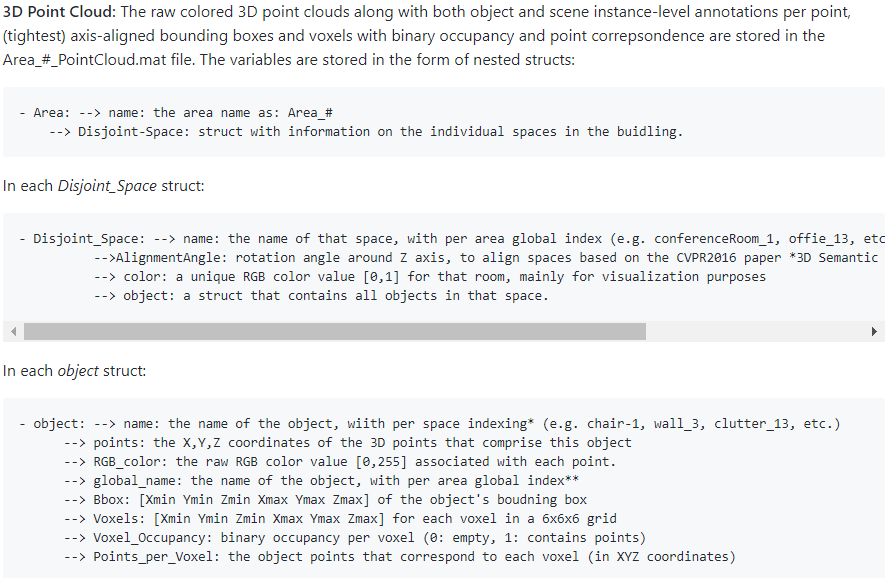 3D Point Cloud: The raw colored 3D point clouds along with both object and scene instance-level annotations per point,
(tightest) axis-aligned bounding boxes and voxels with binary occupancy and point correpsondence are stored in the
Area_#_PointCloud.mat file. The variables are stored in the form of nested structs:
- Area: --> name: the area name as: Area_#
--> Disjoint-Space: struct with information on the individual spaces in the buidling.
In each Disjoint_Space struct:
- Disjoint_Space: --> name: the name of that space, with per area global index (e.g. conferenceRoom_1, offie_13, etc
-->AlignmentAngle: rotation angle around Z axis, to align spaces based on the CVPR2016 paper *3D Semantic
--> color: a unique RGB color value [0,1] for that room, mainly for visualization purposes
--> object: a struct that contains all objects in that space.
In each object struct:
- object: --> name: the name of the object, wiith per space indexing* (e.g. chair-1, wall_3, clutter_13, etc.)
--> points: the X,Y,Z coordinates of the 3D points that comprise this object
--> RGB_color: the raw RGB color value [0,255] associated with each point.
--> global_name: the name of the object, with per area global index**
--> Bbox: [Xmin Ymin Zmin Xmax Ymax Zmax] of the object's boudning box
--> Voxels: [Xmin Ymin Zmin Xmax Ymax Zmax] for each voxel in a 6x6x6 grid
--> Voxel_Occupancy: binary occupancy per voxel (0: empty, 1: contains points)
--> Points_per_Voxel: the object points that correspond to each voxel (in XYZ coordinates)